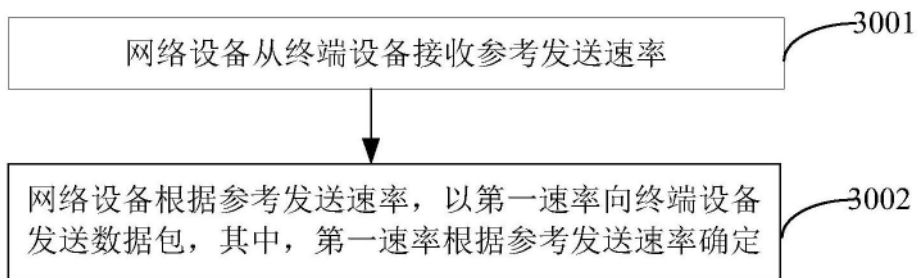 网络设备从终端设备接收参考发送速率
3001
网络设备根据参考发送速率，以第一速率向终端设备
发送数据包，其中，第一速率根据参考发送速率确定
3002